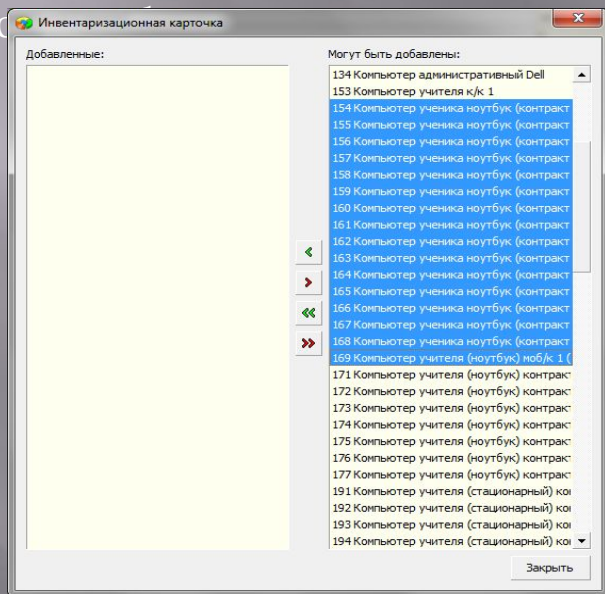 Инвентаризационная карточка
Добавленные:
Могут быть добавлены:
134 Компьютер административный Dell
153 Компьютер учителя к/к 1
154 Компьютер ученика ноутбук (контракт
155 Компьютер ученика ноутбук (контракт
156 Компьютер ученика ноутбук (контракт
157 Компьютер ученика ноутбук (контракт
158 Компьютер ученика ноутбук (контракт
159 Компьютер ученика ноутбук (контракт
160 Компьютер ученика ноутбук (контракт
161 Компьютер ученика ноутбук (контракт
162 Компьютер ученика ноутбук (контракт
163 Компьютер ученика ноутбук (контракт
164 Компьютер ученика ноутбук (контракт
165 Компьютер ученика ноутбук (контракт
166 Компьютер ученика ноутбук (контракт
167 Компьютер ученика ноутбук (контракт
168 Компьютер ученика ноутбук (контракт
169 Компьютер учителя (ноутбук) моб/к 1 (
171 Компьютер учителя (ноутбук) контракт
172 Компьютер учителя (ноутбук) контракт
173 Компьютер учителя (ноутбук) контракт
174 Компьютер учителя (ноутбук) контракт
175 Компьютер учителя (ноутбук) контракт
176 Компьютер учителя (ноутбук) контракт
177 Компьютер учителя (ноутбук) контракт
191 Компьютер учителя (стационарный) ко
192 Компьютер учителя (стационарный) ко
193 Компьютер учителя (стационарный) ко
194 Компьютер учителя (стационарный) ко
Закрыть